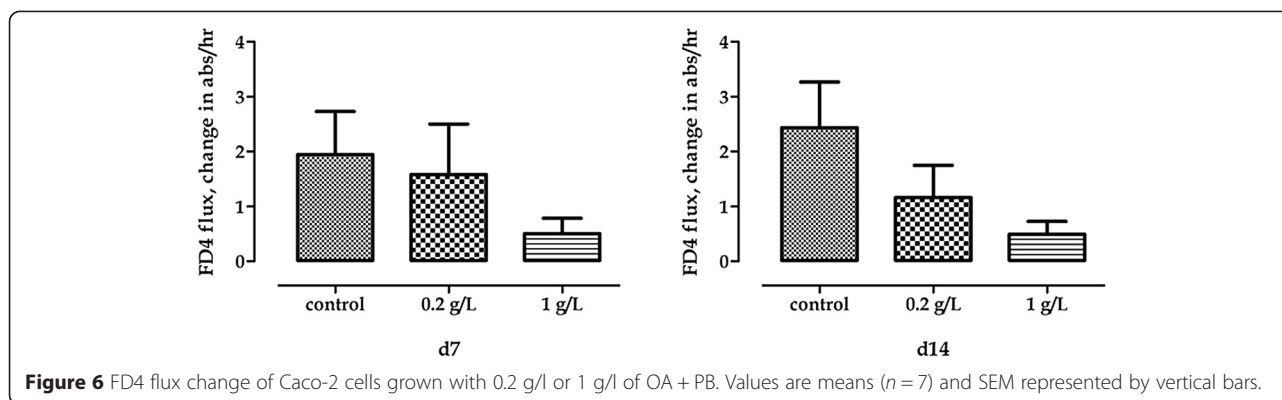 FD4 flux, change in abs/hr
4
3
2
1
0
control
0.2 g/L
1 g/L
d7
FD4 flux, change in abs/hr
4
3
2
1
0
control
0.2 g/L
1 g/L
d14
Figure 6 FD4 flux change of Caco-2 cells grown with 0.2 g/l or 1 g/l of OA + PB. Values are means (n = 7) and SEM represented by vertical bars.